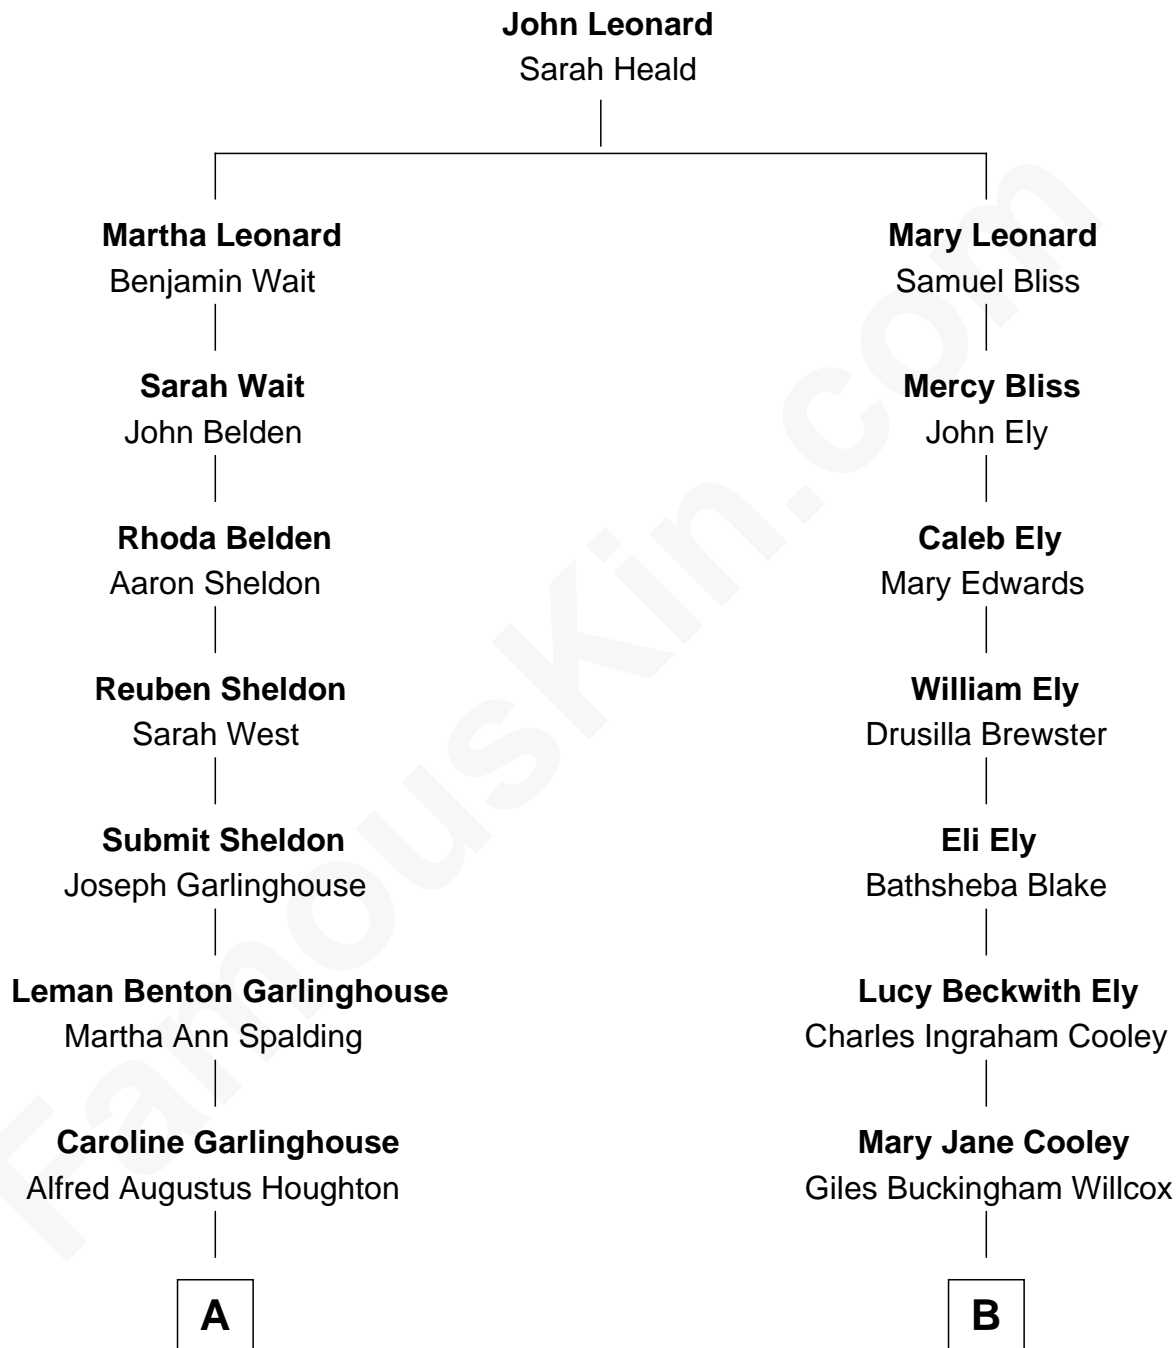 John Leonard
Sarah Heald
Martha Leonard
Benjamin Wait
Mary Leonard
Samuel Bliss
Sarah Wait
John Belden
Mercy Bliss
John Ely
Rhoda Belden
Aaron Sheldon
Caleb Ely
Mary Edwards
Reuben Sheldon
Sarah West
William Ely
Drusilla Brewster
Submit Sheldon
Joseph Garlinghouse
Eli Ely
Bathsheba Blake
Leman Benton Garlinghouse
Martha Ann Spalding
Lucy Beckwith Ely
Charles Ingraham Cooley
Caroline Garlinghouse
Alfred Augustus Houghton
Mary Jane Cooley
Giles Buckingham Willcox
A
B
FamousKin.com